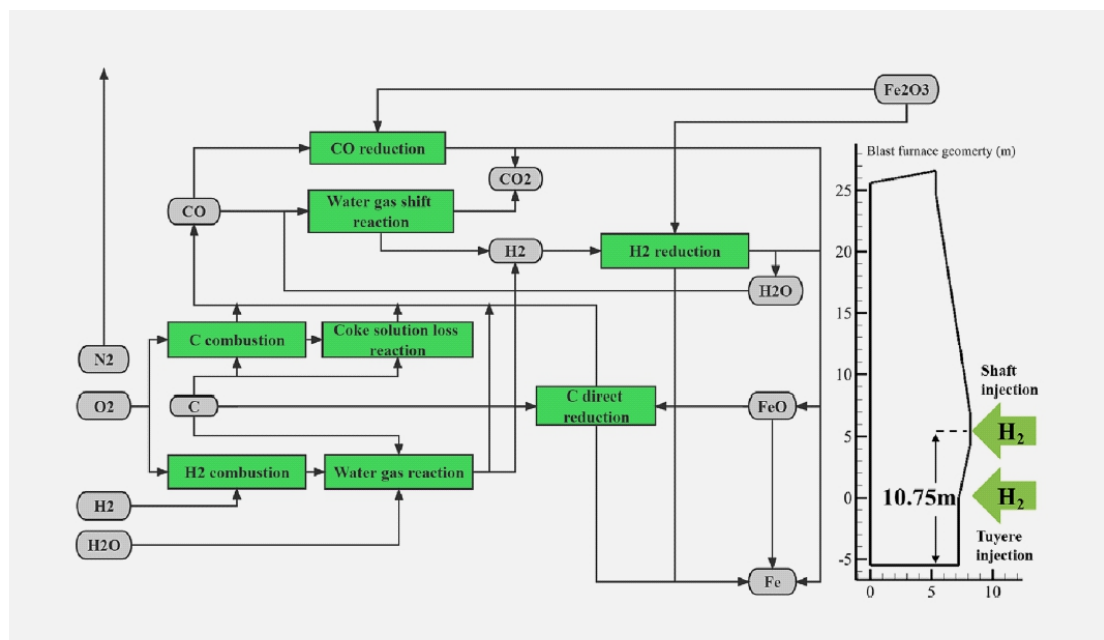 Fe2O3
CO reduction
Blast furnace geomerty (m)
CO2
Water gas shift
reaction
CO
H2
H2 reduction
H2O
C combustion
Coke solution loss
reaction
N2
O2
C
C direct
reduction
FeO
H2 combustion
Water gas reaction
H2
H2O
Fe
25
20
15
10
5
0
-5
0
5
10
Shaft
injection
H2
10.75m
H2
Tuyere
injection